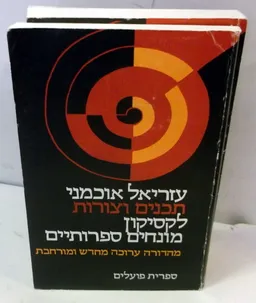 עזריאל אוכמני
תכנים וצורות
לקסיקון
מונחים ספרותיים
מהדורה ערוכה מחדש ומורחבת
ספרית פועלים